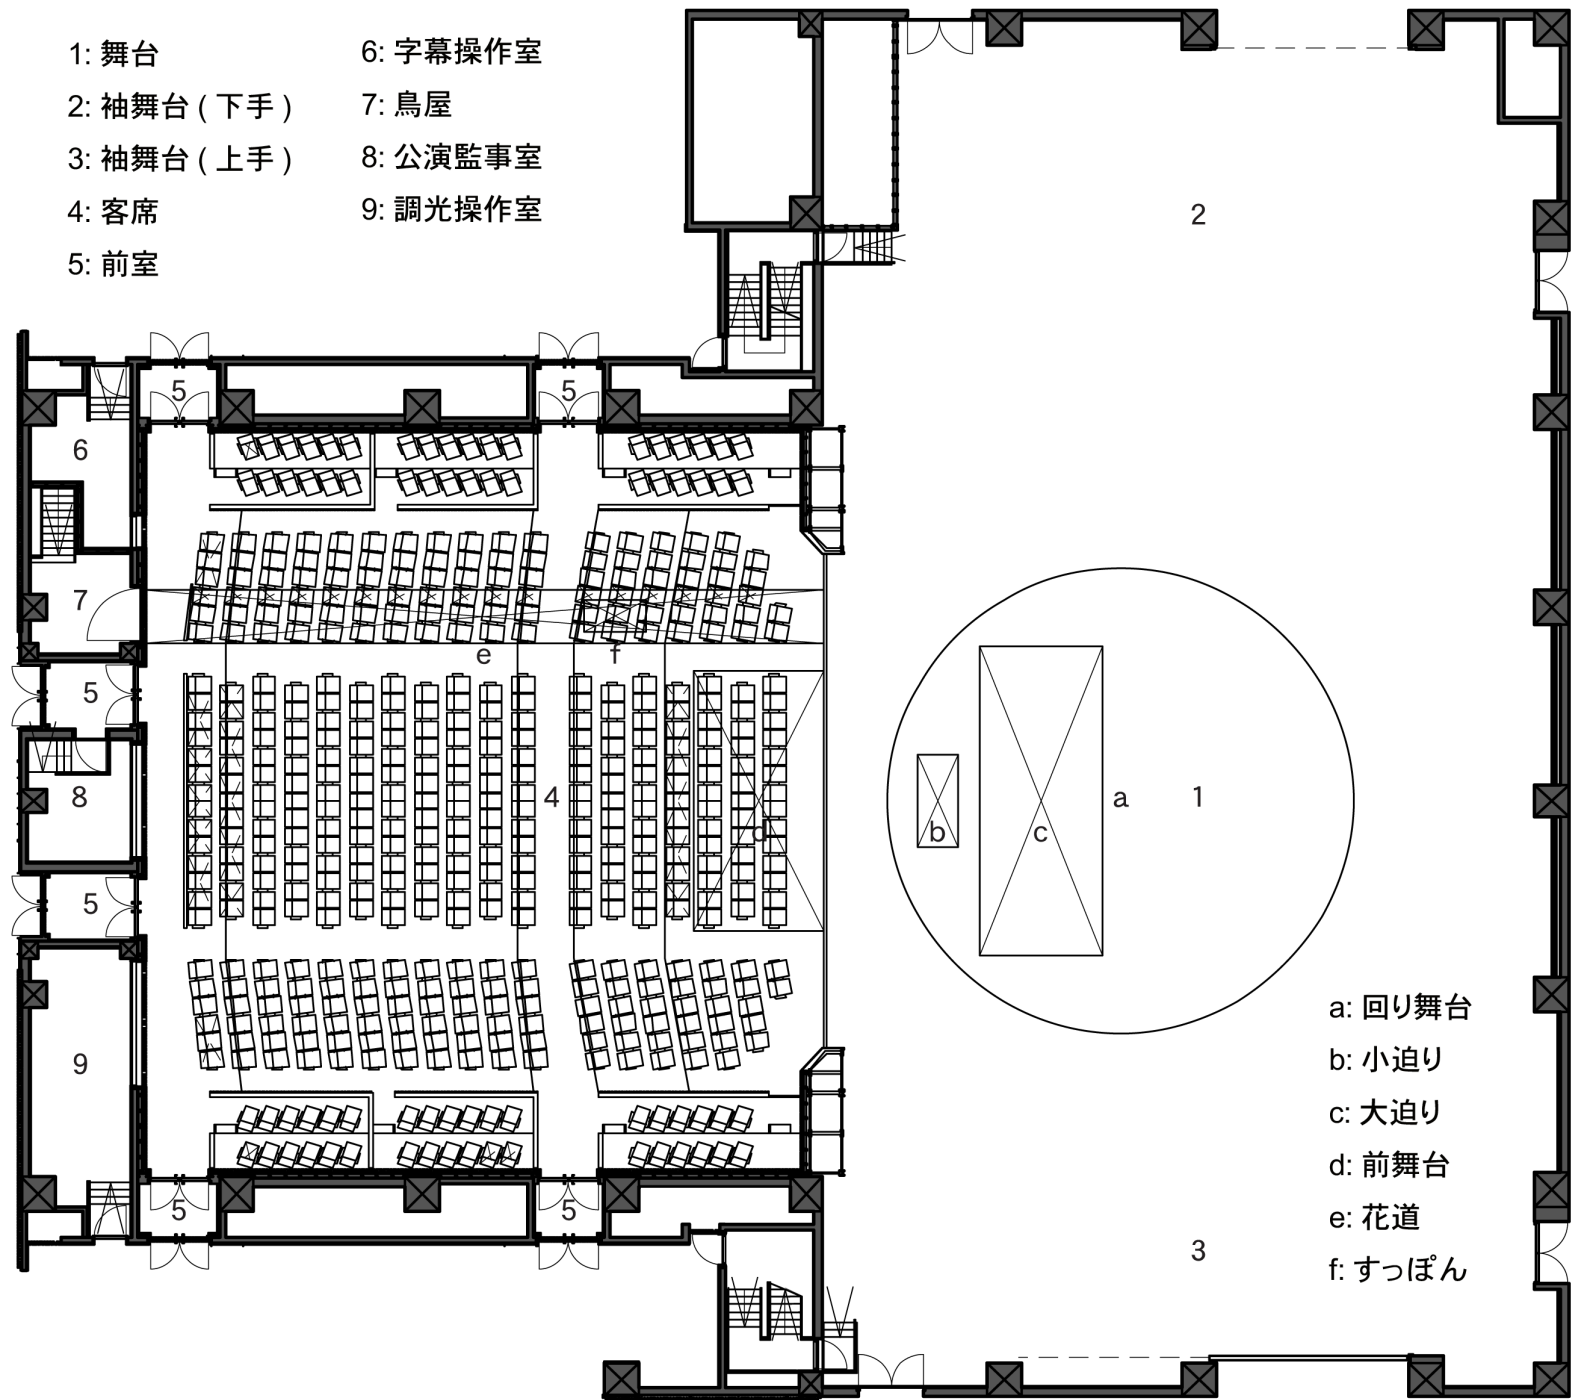 1: 舞台
2: 袖舞台 ( 下手 )
3: 袖舞台 ( 上手 )
4: 客席
5: 前室
6: 字幕操作室
7: 鳥屋
8: 公演監事室
9: 調光操作室
2
5
5
6
7
e
f
5
4
8
d
b
c
a
1
5
9
5
5
3
a: 回り舞台
b: 小迫り
c: 大迫り
d: 前舞台
e: 花道
f: すっぽん